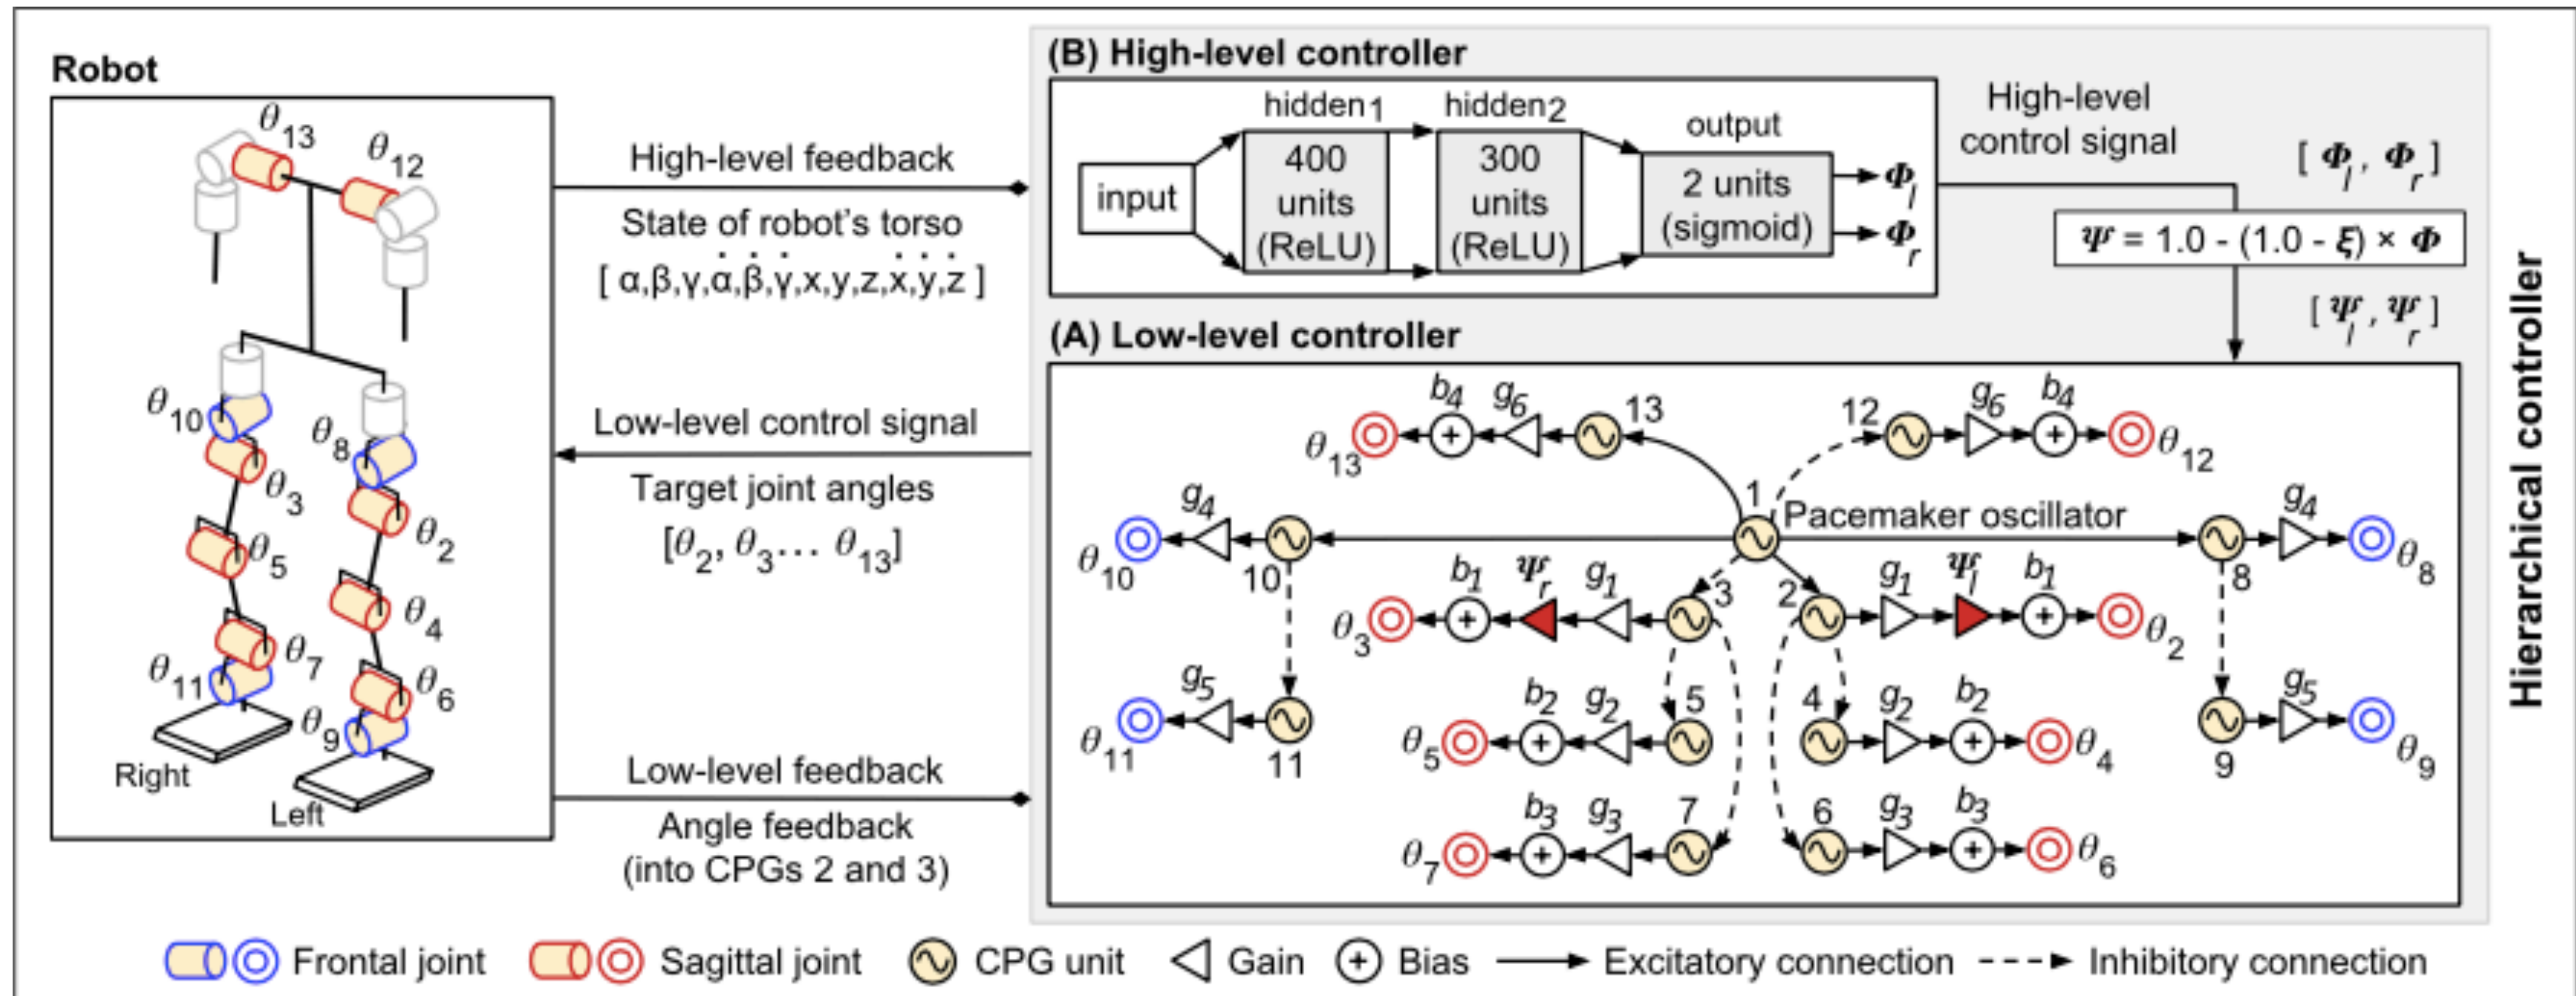 Robot
θ13
θ12
θ10
θ8
θ3
θ2
θ5
θ4
θ7
θ11
θ6
θ9
Right
Left
High-level feedback
State of robot's torso
[ α,β,γ,α̇,β̇,γ̇,x,y,z,ẋ,ẏ,ż ]
Low-level control signal
Target joint angles
[θ2, θ3... θ13]
Low-level feedback
Angle feedback
(into CPGs 2 and 3)
(B) High-level controller
input
hidden1
400
units
(ReLU)
hidden2
300
units
(ReLU)
output
2 units
(sigmoid)
Φl
Φr
High-level
control signal
[ Φl , Φr ]
Ψ = 1.0 - (1.0 - ξ) × Φ
[ Ψl , Ψr ]
(A) Low-level controller
θ13 b4 g6 13
12 g6 b4 θ12
1
Pacemaker oscillator
θ10 g4 10
8 g4 θ8
θ3 b1 Ψr g1 3
2 g1 Ψl b1 θ2
θ11 g5 11
θ5 b2 g2 5
4 g2 b2 θ4
9 g5 θ9
θ7 b3 g3 7
6 g3 b3 θ6
Hierarchical controller
Frontal joint
Sagittal joint
CPG unit
Gain
Bias
Excitatory connection
Inhibitory connection